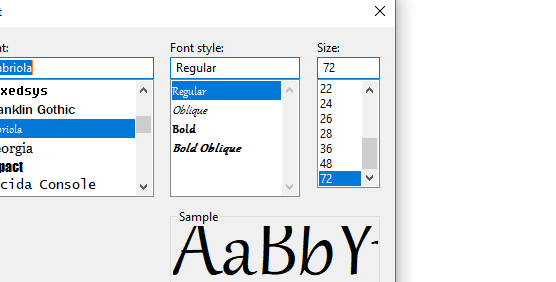 t
nt: Font style: Size:
abriola Regular 72
xedsys
anklin Gothic
briola
eorgia
pact
cida Console
Regular
Oblique
Bold
Bold Oblique
22
24
26
28
36
48
72
Sample
AaBbY